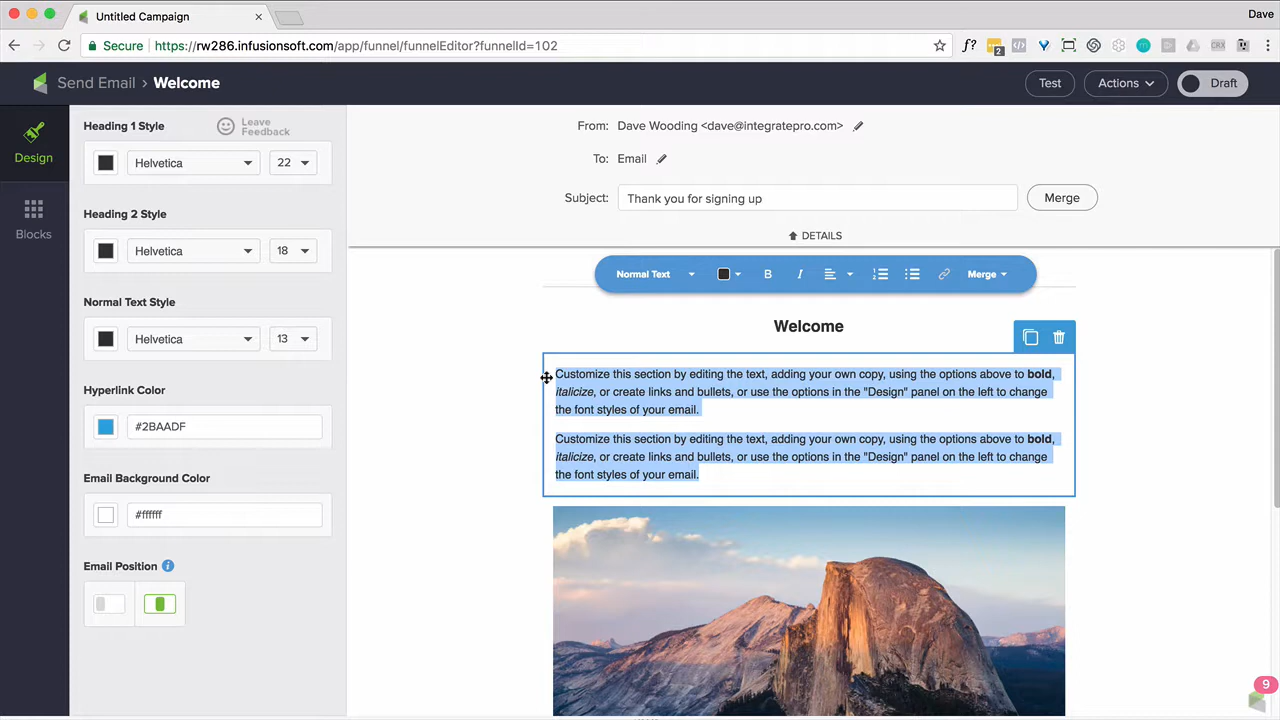 Untitled Campaign
Dave
Secure
https://rw286.infusionsoft.com/app/funnel/funnelEditor?funnelId=102
f?
2
CRX
Send Email › Welcome
Test
Actions
Draft
Design
Blocks
Heading 1 Style
Leave
Feedback
Helvetica
22
Heading 2 Style
Helvetica
18
Normal Text Style
Helvetica
13
Hyperlink Color
#2BAADF
Email Background Color
#ffffff
Email Position
i
From: Dave Wooding <dave@integratepro.com>
To: Email
Subject: Thank you for signing up
Merge
DETAILS
Normal Text
B
I
Merge
Welcome
Customize this section by editing the text, adding your own copy, using the options above to bold,
italicize, or create links and bullets, or use the options in the "Design" panel on the left to change
the font styles of your email.
Customize this section by editing the text, adding your own copy, using the options above to bold,
italicize, or create links and bullets, or use the options in the "Design" panel on the left to change
the font styles of your email.
9